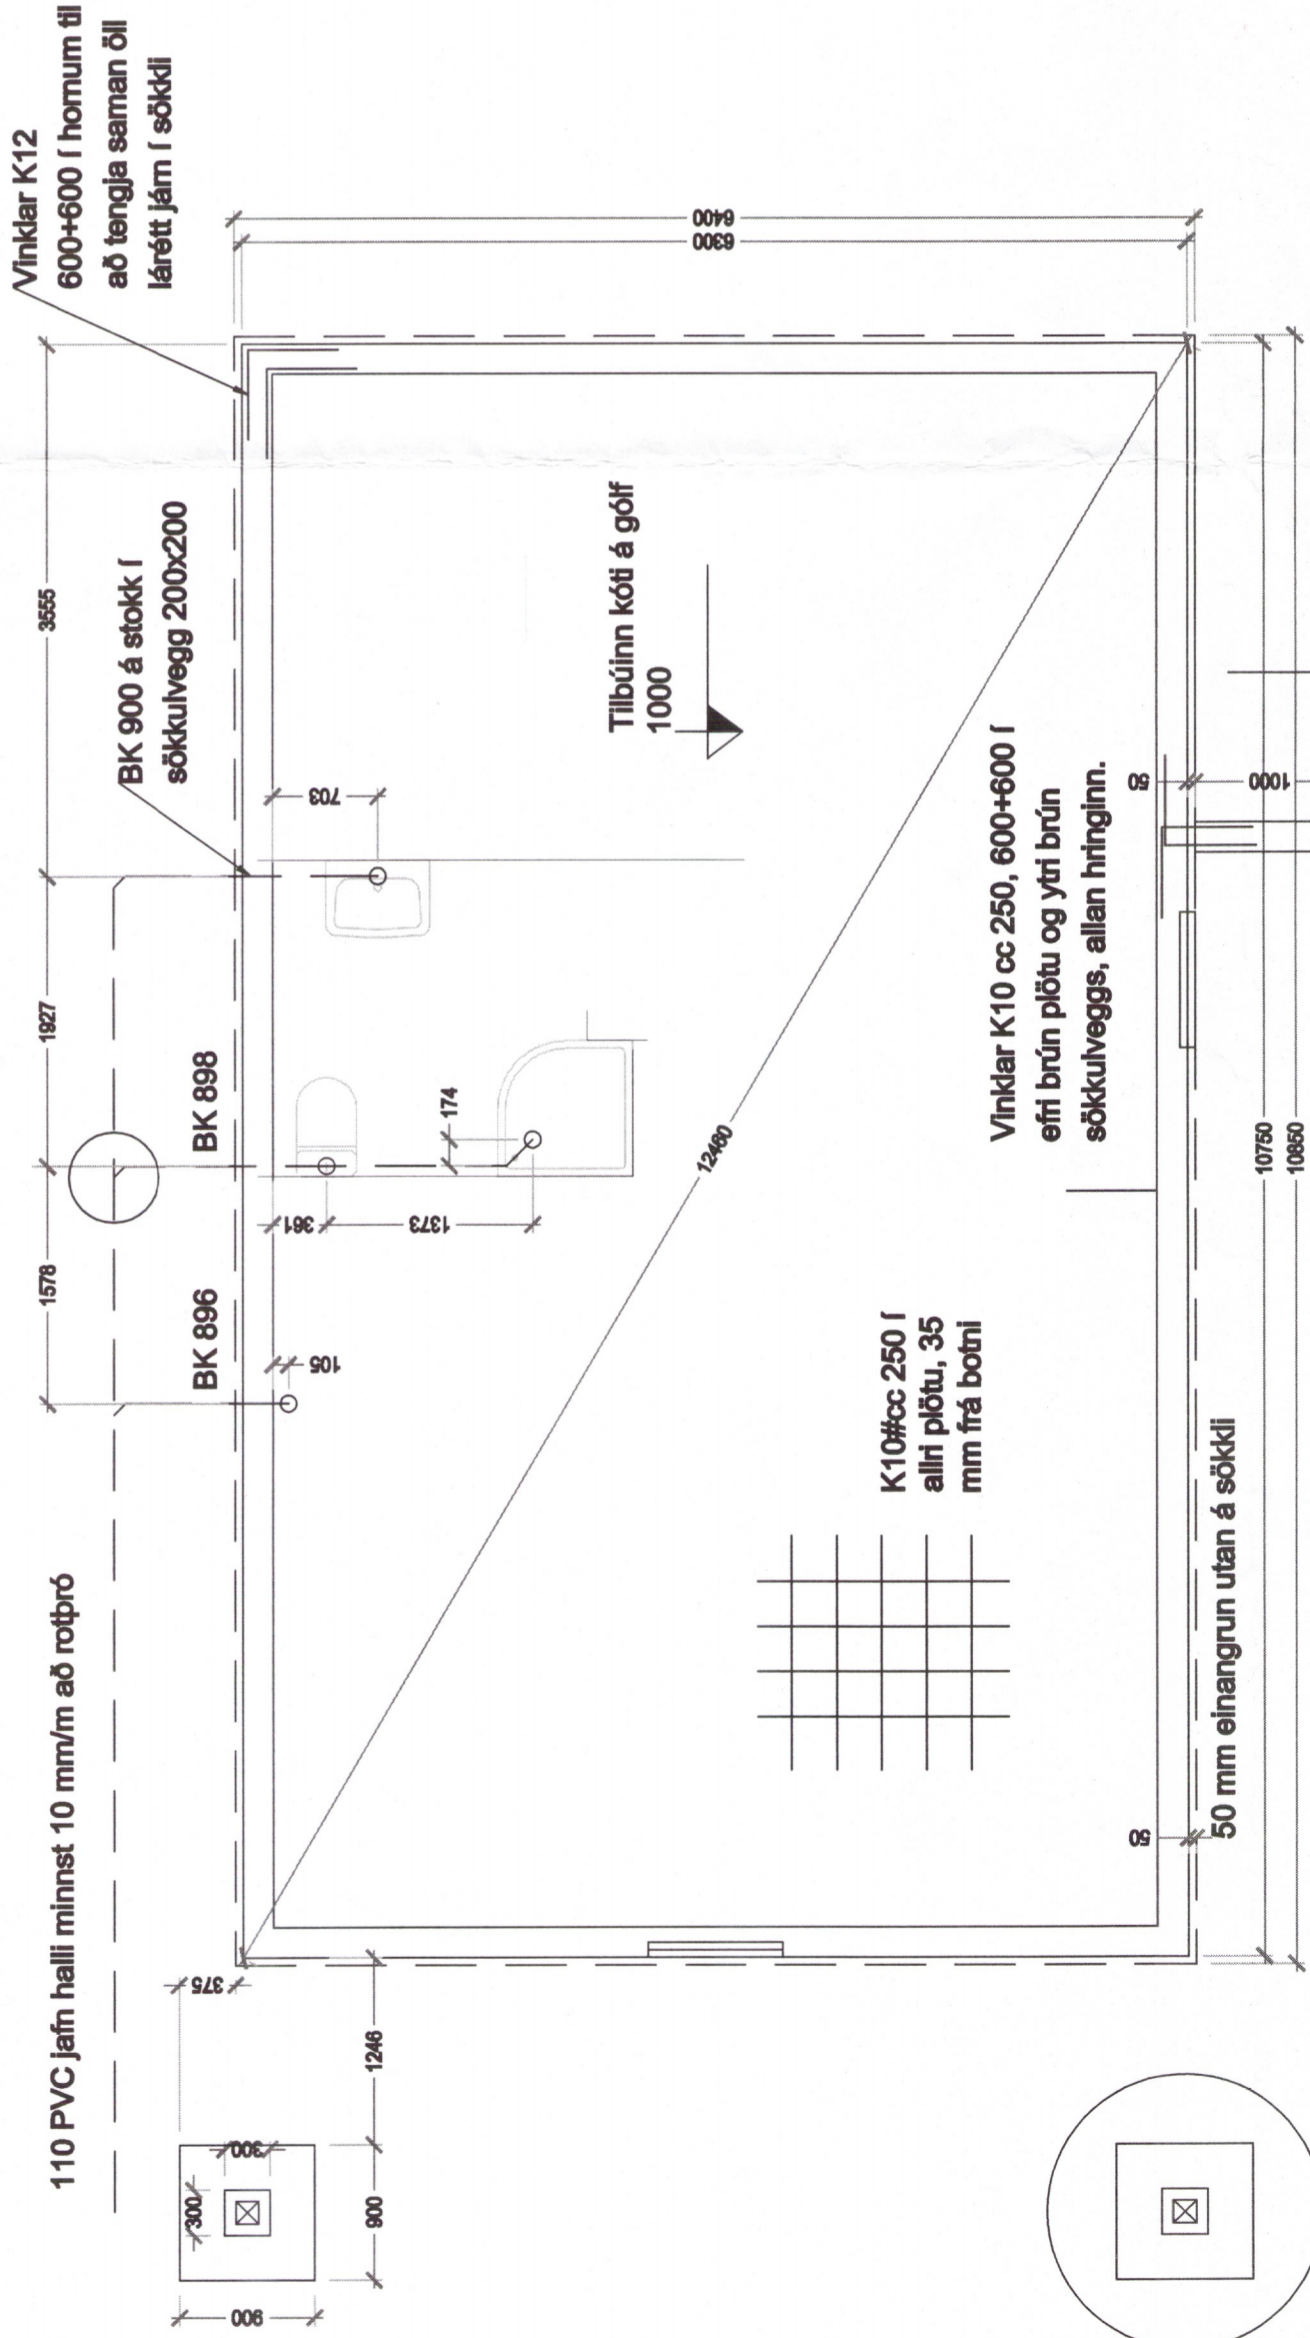 Vinklar K12
600+600 í hornum til
að tengja saman öll
lárétt járn í sökkli
3555
1927
1578
BK 900 á stokk í
sökkulvegg 200x200
BK 898
BK 896
110 PVC jafn halli minnst 10 mm/m að rotþró
6400
6300
703
174
361
1373
105
Tilbúinn kóti á gólf
1000
12460
Vinklar K10 cc 250, 600+600 í
efri brún plötu og ytri brún
sökkulveggs, allan hringinn.
K10#cc 250 í
allri plötu, 35
mm frá botni
50
1000
50
50 mm einangrun utan á sökkli
10750
10850
375
1246
300
300
900
900